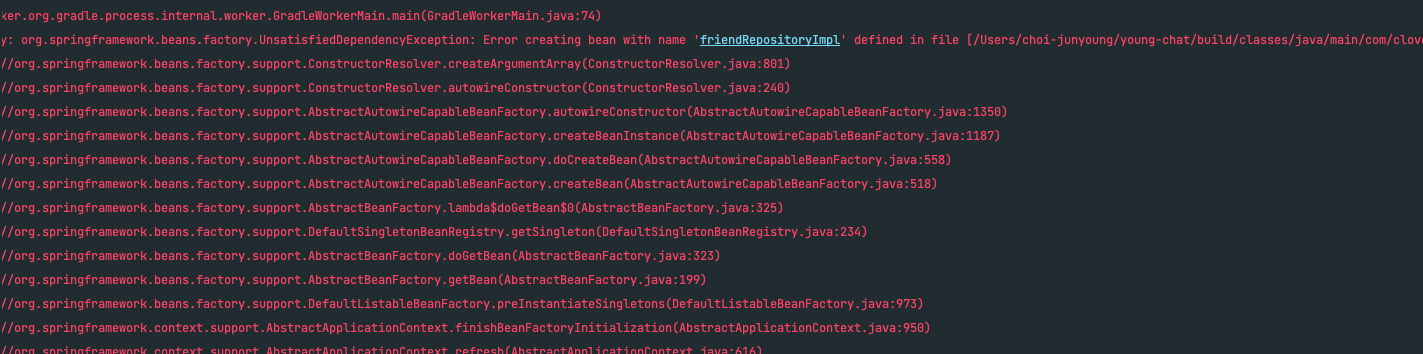 ker.org.gradle.process.internal.worker.GradleWorkerMain.main(GradleWorkerMain.java:74)
y: org.springframework.beans.factory.UnsatisfiedDependencyException: Error creating bean with name 'friendRepositoryImpl' defined in file [/Users/choi-junyoung/young-chat/build/classes/java/main/com/clove
//org.springframework.beans.factory.support.ConstructorResolver.createArgumentArray(ConstructorResolver.java:801)
//org.springframework.beans.factory.support.ConstructorResolver.autowireConstructor(ConstructorResolver.java:240)
//org.springframework.beans.factory.support.AbstractAutowireCapableBeanFactory.autowireConstructor(AbstractAutowireCapableBeanFactory.java:1350)
//org.springframework.beans.factory.support.AbstractAutowireCapableBeanFactory.createBeanInstance(AbstractAutowireCapableBeanFactory.java:1187)
//org.springframework.beans.factory.support.AbstractAutowireCapableBeanFactory.doCreateBean(AbstractAutowireCapableBeanFactory.java:558)
//org.springframework.beans.factory.support.AbstractAutowireCapableBeanFactory.createBean(AbstractAutowireCapableBeanFactory.java:518)
//org.springframework.beans.factory.support.AbstractBeanFactory.lambda$doGetBean$0(AbstractBeanFactory.java:325)
//org.springframework.beans.factory.support.DefaultSingletonBeanRegistry.getSingleton(DefaultSingletonBeanRegistry.java:234)
//org.springframework.beans.factory.support.AbstractBeanFactory.doGetBean(AbstractBeanFactory.java:323)
//org.springframework.beans.factory.support.AbstractBeanFactory.getBean(AbstractBeanFactory.java:199)
//org.springframework.beans.factory.support.DefaultListableBeanFactory.preInstantiateSingletons(DefaultListableBeanFactory.java:973)
//org.springframework.context.support.AbstractApplicationContext.finishBeanFactoryInitialization(AbstractApplicationContext.java:950)
//org.springframework.context.support.AbstractApplicationContext.refresh(AbstractApplicationContext.java:616)